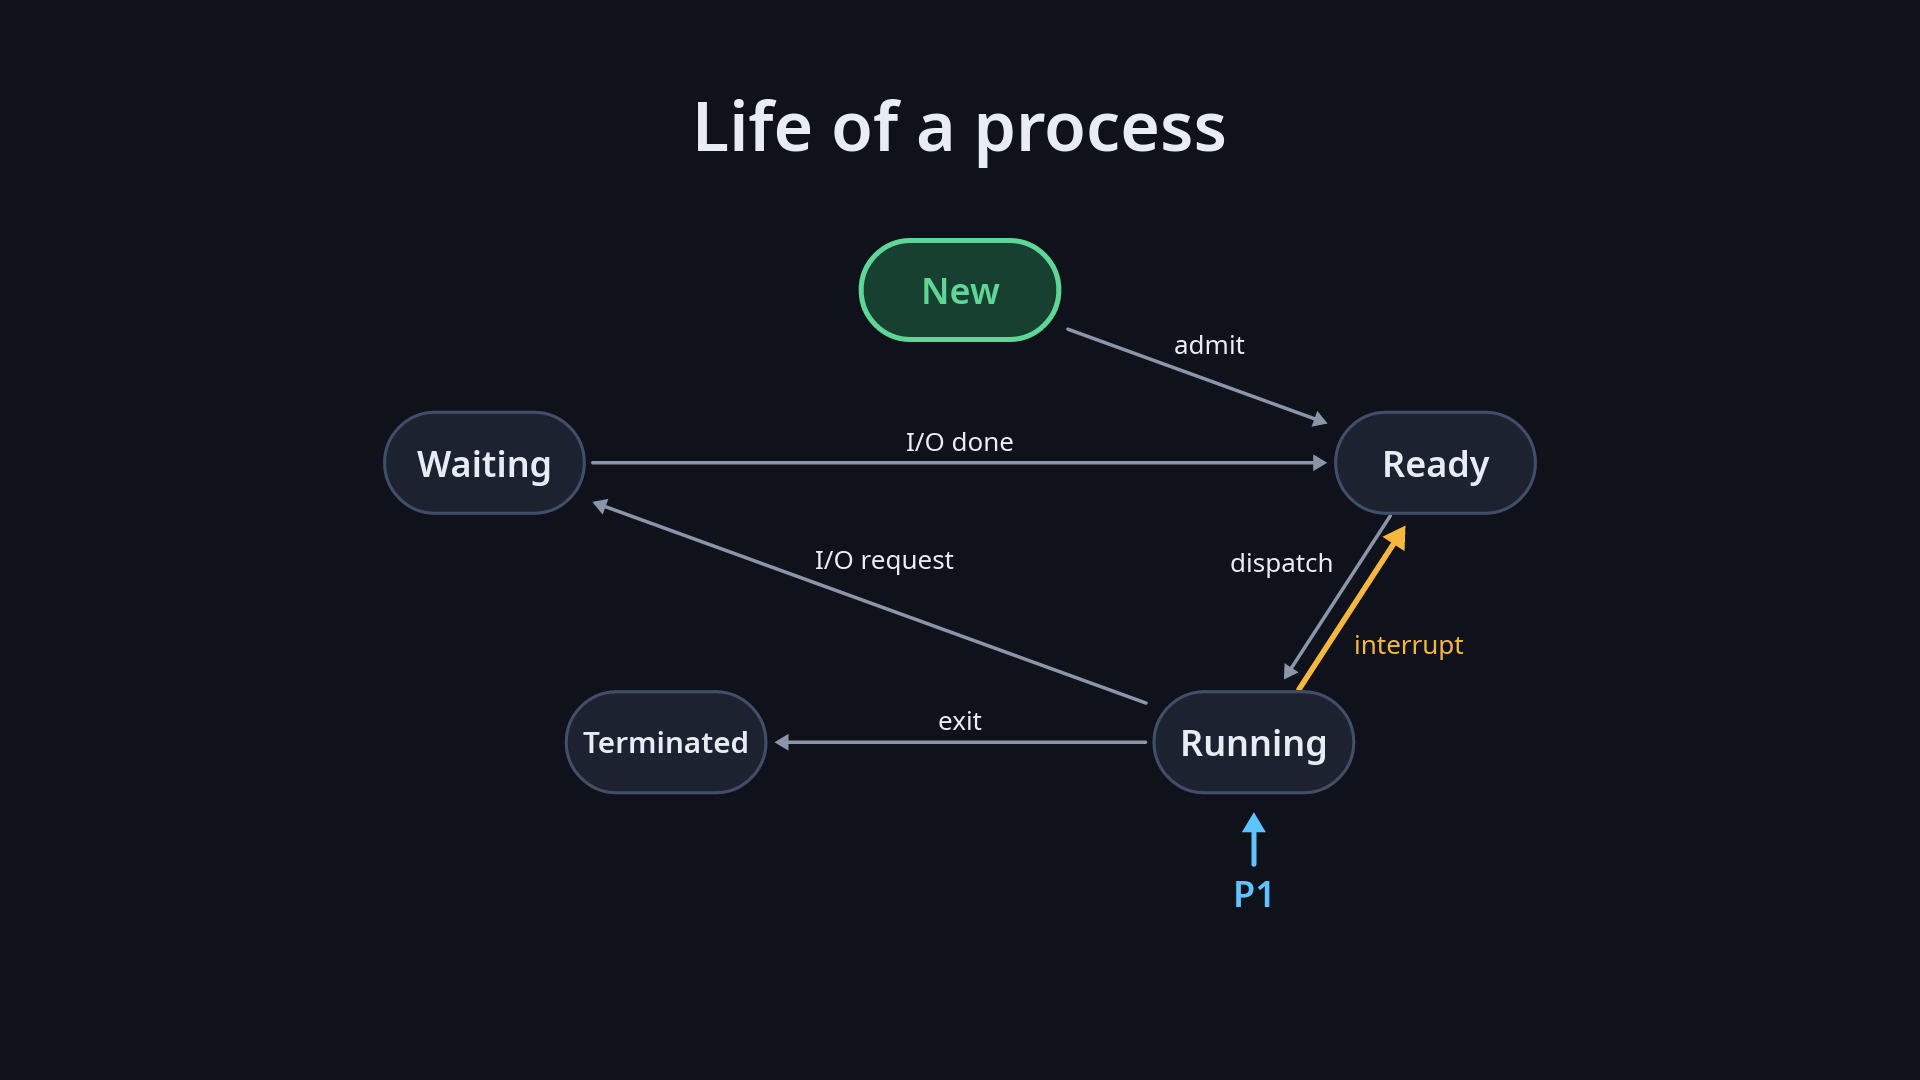 Life of a process
New
admit
Waiting
I/O done
Ready
I/O request
dispatch
interrupt
Terminated
exit
Running
P1